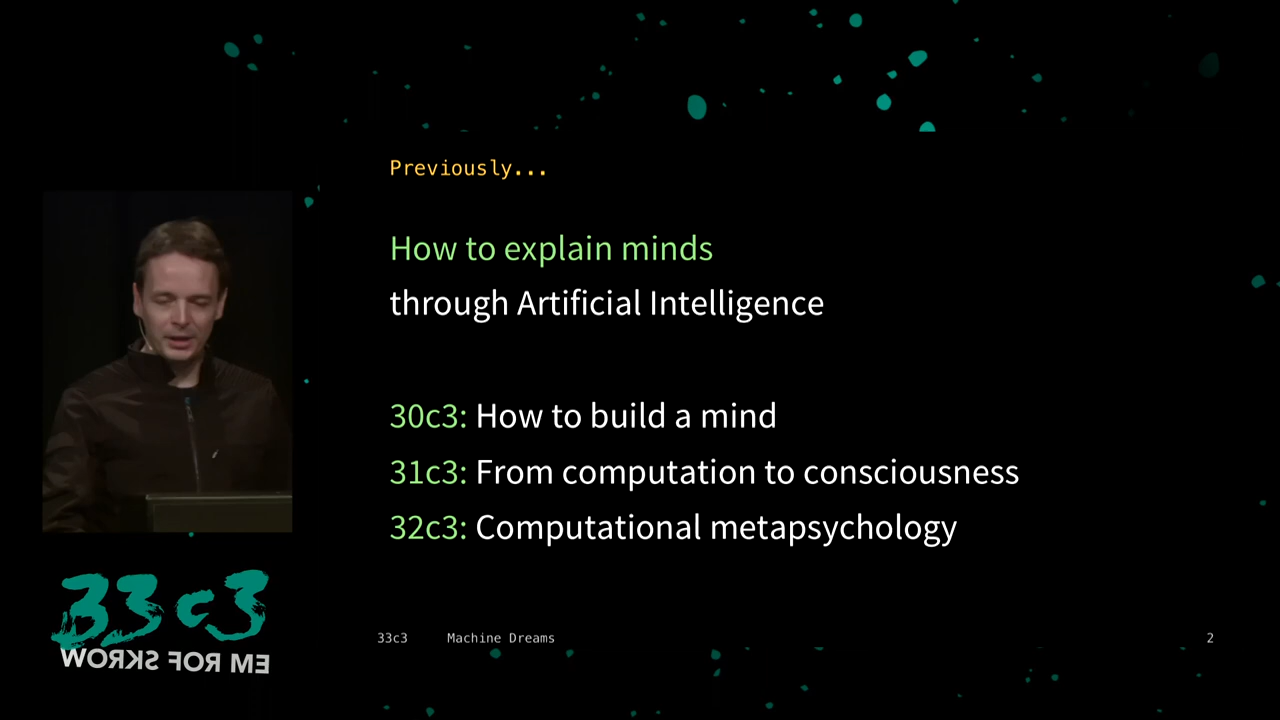 Previously...
How to explain minds
through Artificial Intelligence
30c3: How to build a mind
31c3: From computation to consciousness
32c3: Computational metapsychology
33c3
WORKS FOR ME
33c3 Machine Dreams 2